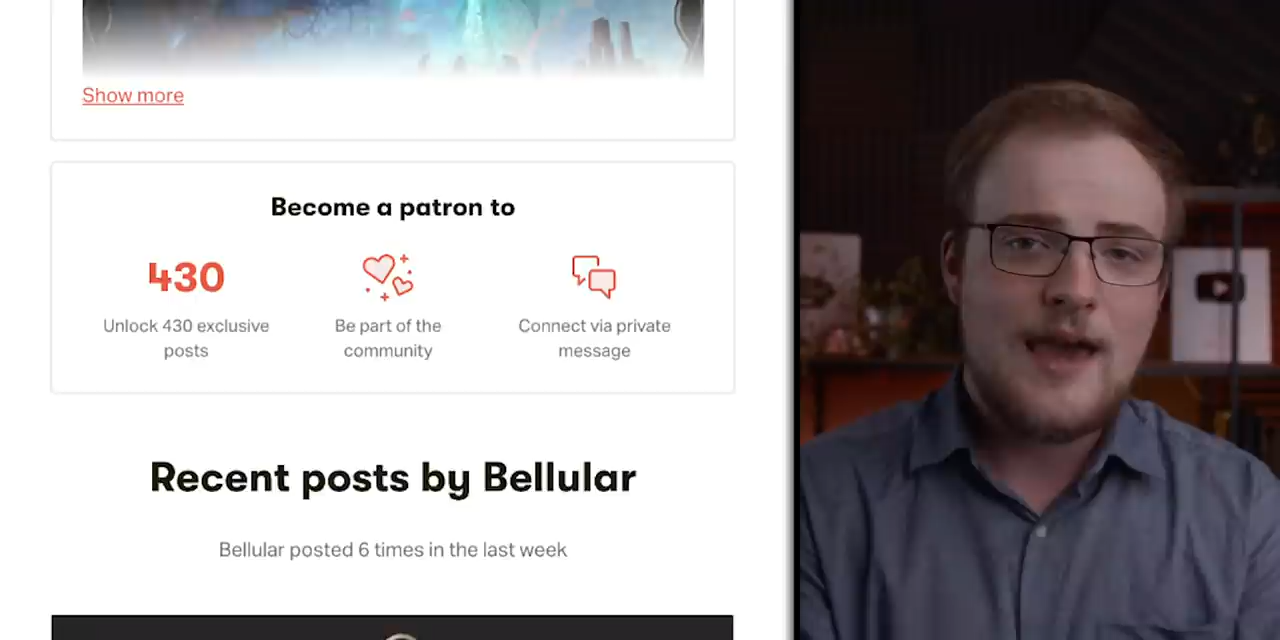 Show more
Become a patron to
430
Unlock 430 exclusive
posts
Be part of the
community
Connect via private
message
Recent posts by Bellular
Bellular posted 6 times in the last week